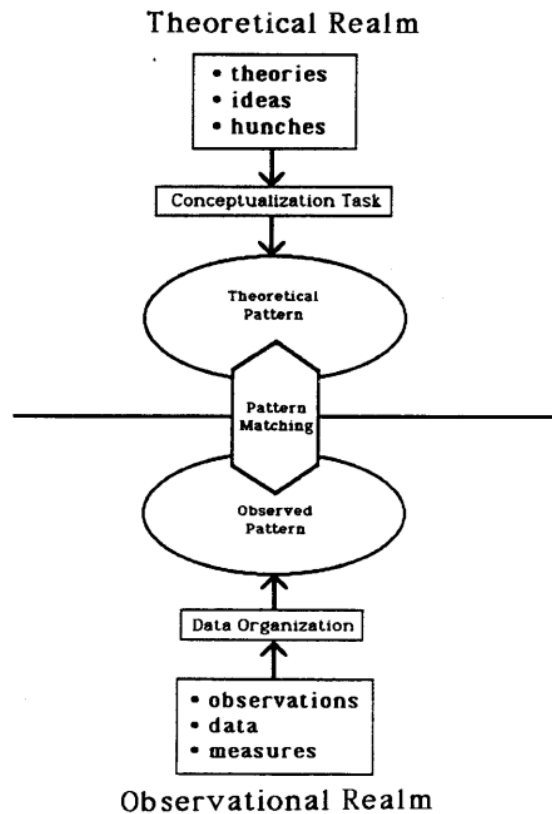 Theoretical Realm
• theories
• ideas
• hunches
Conceptualization Task
Theoretical
Pattern
Pattern
Matching
Observed
Pattern
Data Organization
• observations
• data
• measures
Observational Realm